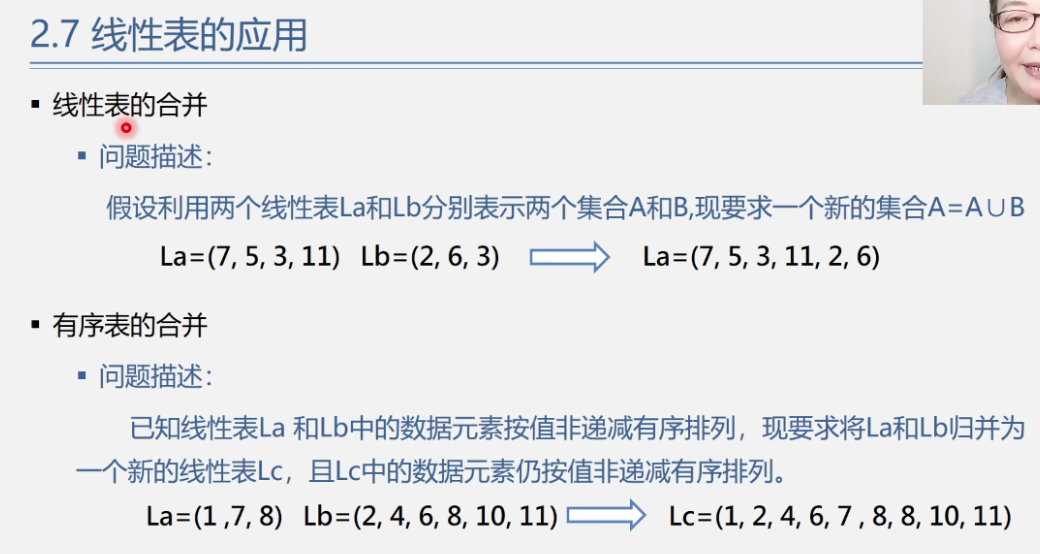 2.7 线性表的应用
▪ 线性表的合并
▪ 问题描述：
假设利用两个线性表La和Lb分别表示两个集合A和B,现要求一个新的集合A=A∪B
La=(7, 5, 3, 11) Lb=(2, 6, 3) La=(7, 5, 3, 11, 2, 6)
▪ 有序表的合并
▪ 问题描述：
已知线性表La 和Lb中的数据元素按值非递减有序排列，现要求将La和Lb归并为
一个新的线性表Lc，且Lc中的数据元素仍按值非递减有序排列。
La=(1 ,7, 8) Lb=(2, 4, 6, 8, 10, 11) Lc=(1, 2, 4, 6, 7 , 8, 8, 10, 11)